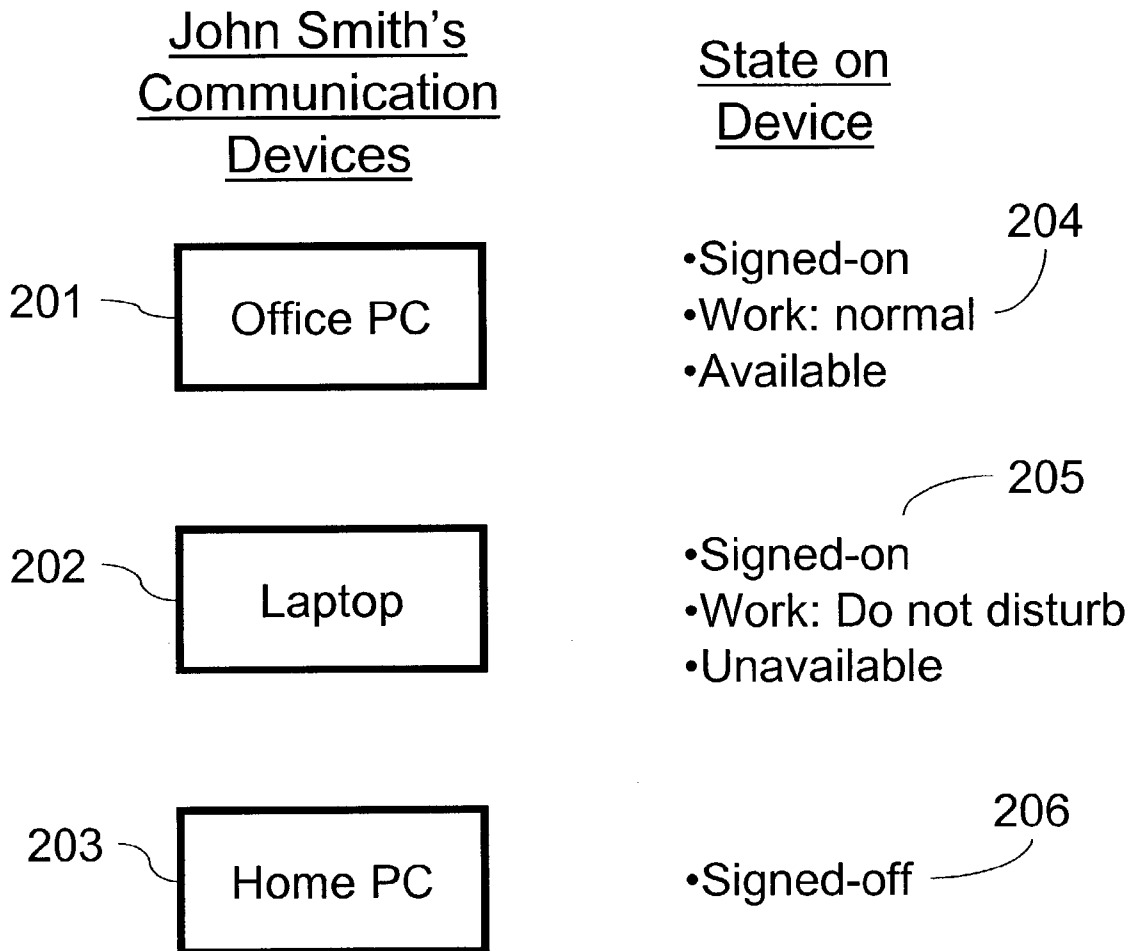 John Smith's
Communication
Devices
State on
Device
201
Office PC
•Signed-on
•Work: normal
•Available
204
202
Laptop
•Signed-on
•Work: Do not disturb
•Unavailable
205
203
Home PC
•Signed-off
206